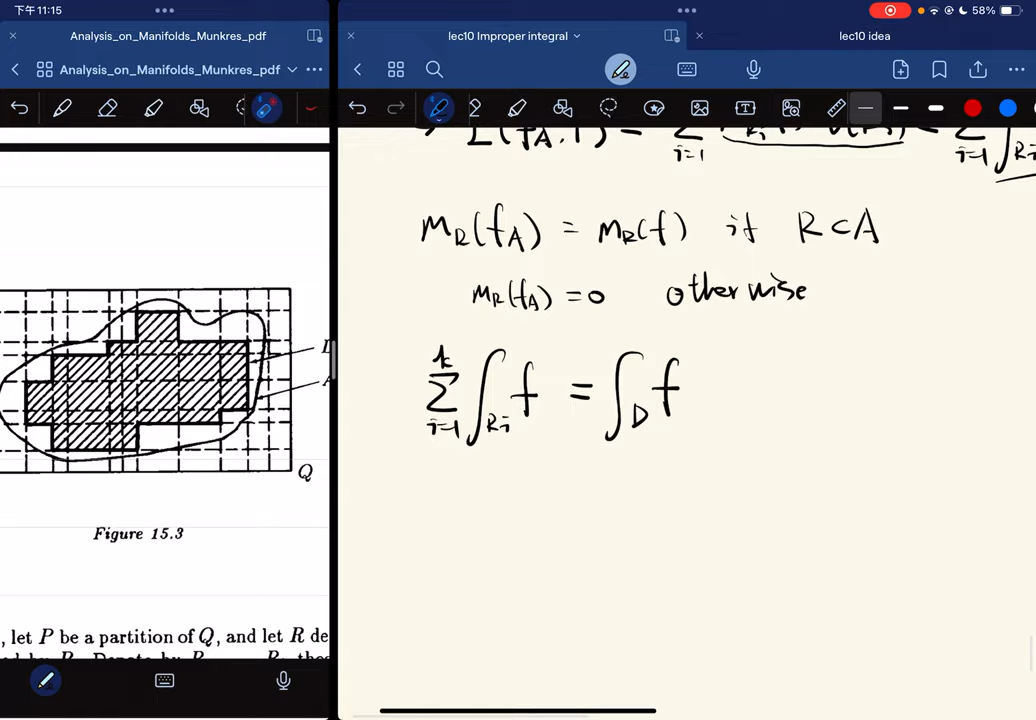 下午11:15
58%
Analysis_on_Manifolds_Munkres_pdf
lec10 Improper integral
lec10 idea
Analysis_on_Manifolds_Munkres_pdf
Q
Figure 15.3
, let P be a partition of Q, and let R de
m_R(f_A) = m_R(f) if R⊂A
m_R(f_A) = 0 otherwise
∑_{i=1}^{k} ∫_{R_i} f = ∫_D f